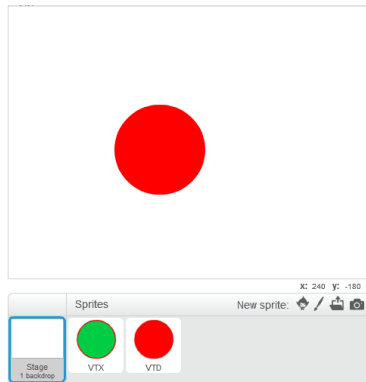 x: 240 y: -180
Sprites
New sprite:
Stage
1 backdrop
VTX
VTD